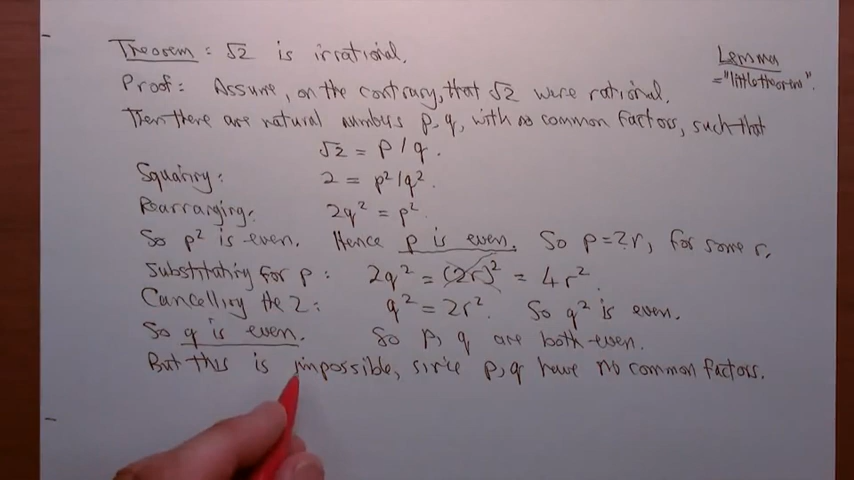 Theorem: √2 is irrational.
Proof: Assume, on the contrary, that √2 were rational.
Then there are natural numbers p, q, with no common factors, such that
√2 = p/q.
Squaring: 2 = p²/q².
Rearranging: 2q² = p².
So p² is even. Hence p is even. So p=2r, for some r.
Substituting for p: 2q² = (2r)² = 4r².
Cancelling the 2: q² = 2r². So q² is even.
So q is even. So p, q are both even.
But this is impossible, since p, q have no common factors.
Lemma
="little theorem".